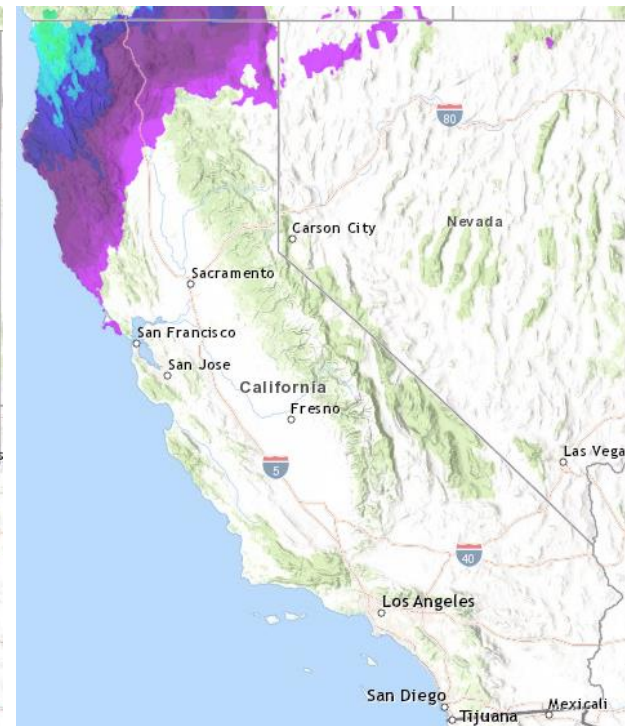 80
Carson City
Nevada
Sacramento
San Francisco
San Jose
California
Fresno
5
Las Vega
40
Los Angeles
San Diego
Tijuana
Mexicali
s